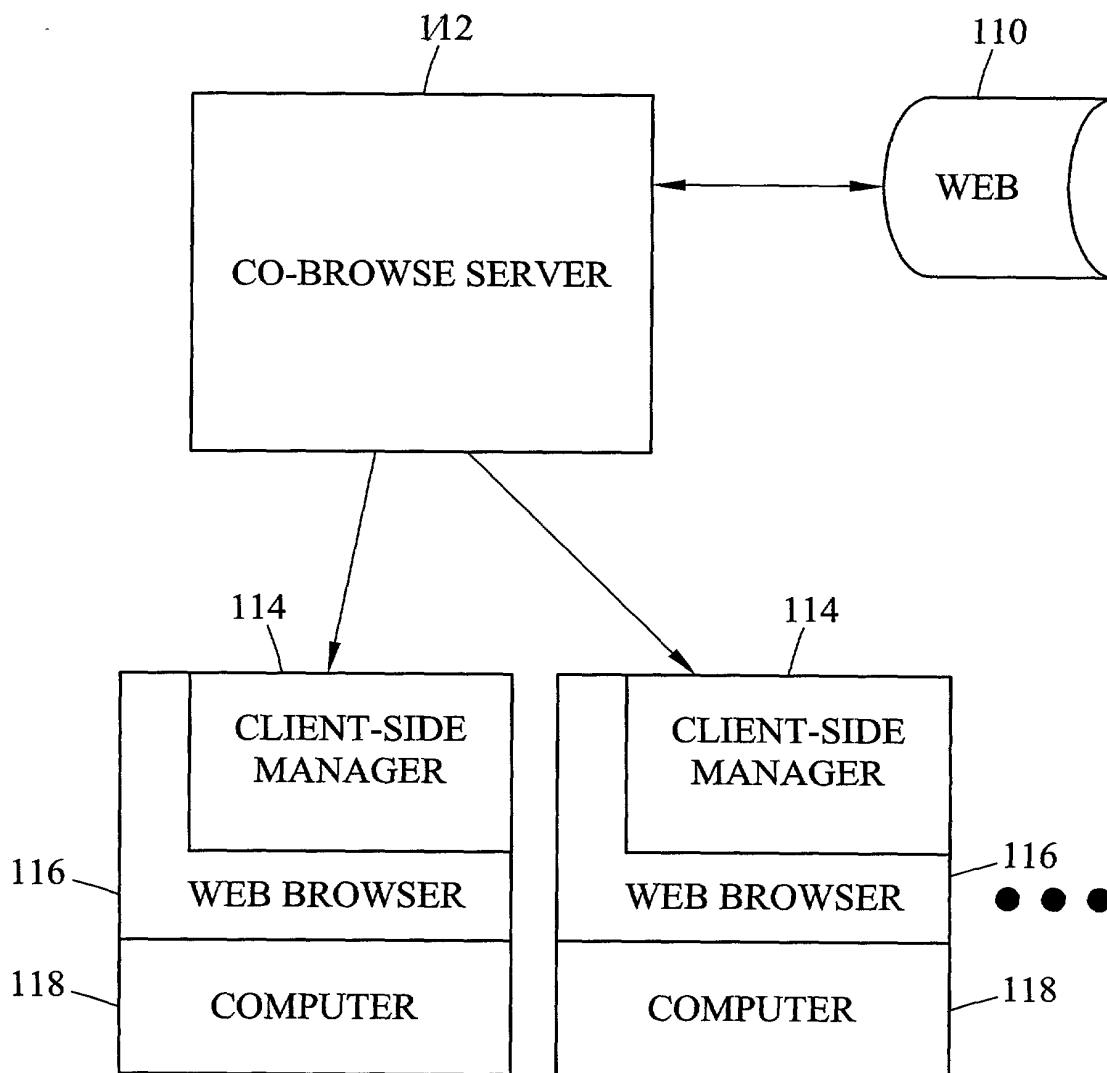 112
110
CO-BROWSE SERVER
WEB
114
114
CLIENT-SIDE
MANAGER
CLIENT-SIDE
MANAGER
116
WEB BROWSER
WEB BROWSER
116
118
COMPUTER
COMPUTER
118